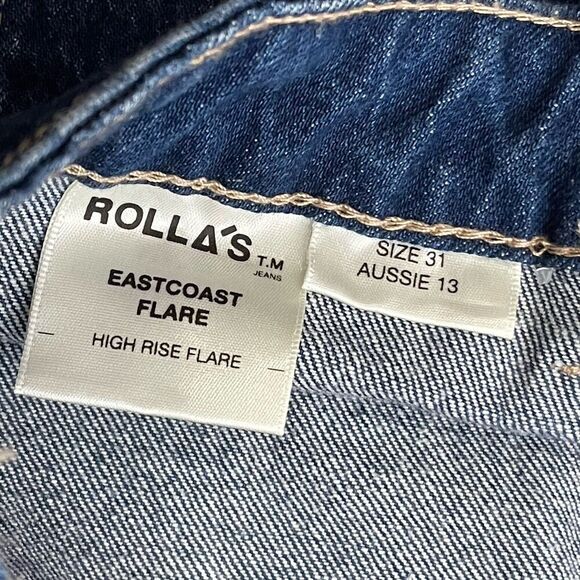 ROLLA'S T.M
JEANS
EASTCOAST
FLARE
HIGH RISE FLARE
SIZE 31
AUSSIE 13